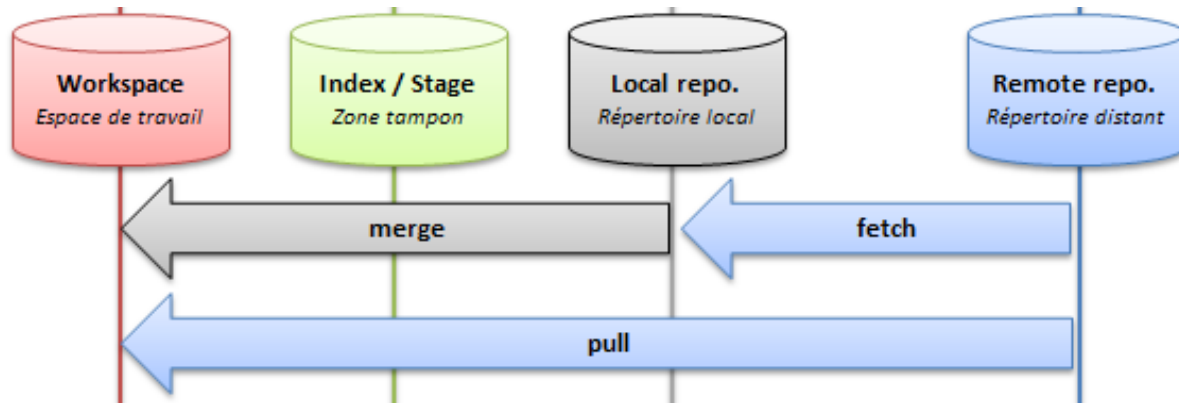 Workspace
Espace de travail
Index / Stage
Zone tampon
Local repo.
Répertoire local
Remote repo.
Répertoire distant
merge
fetch
pull